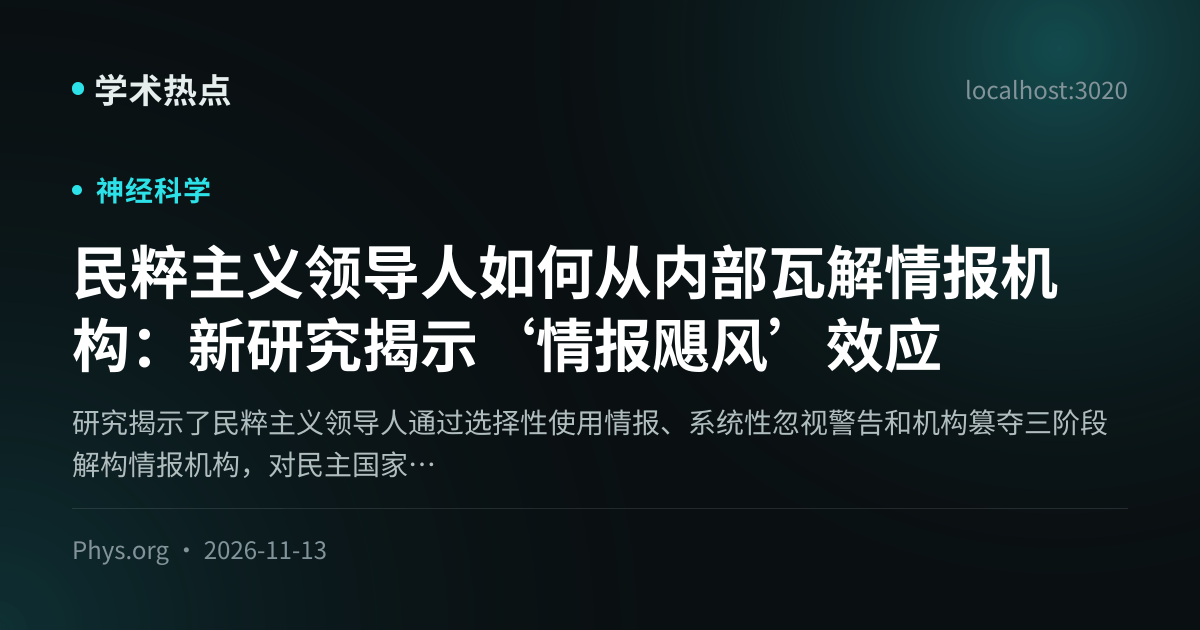 学术热点
localhost:3020
神经科学
民粹主义领导人如何从内部瓦解情报机
构：新研究揭示‘情报飓风’效应
研究揭示了民粹主义领导人通过选择性使用情报、系统性忽视警告和机构篡夺三阶段
解构情报机构，对民主国家…
Phys.org • 2026-11-13